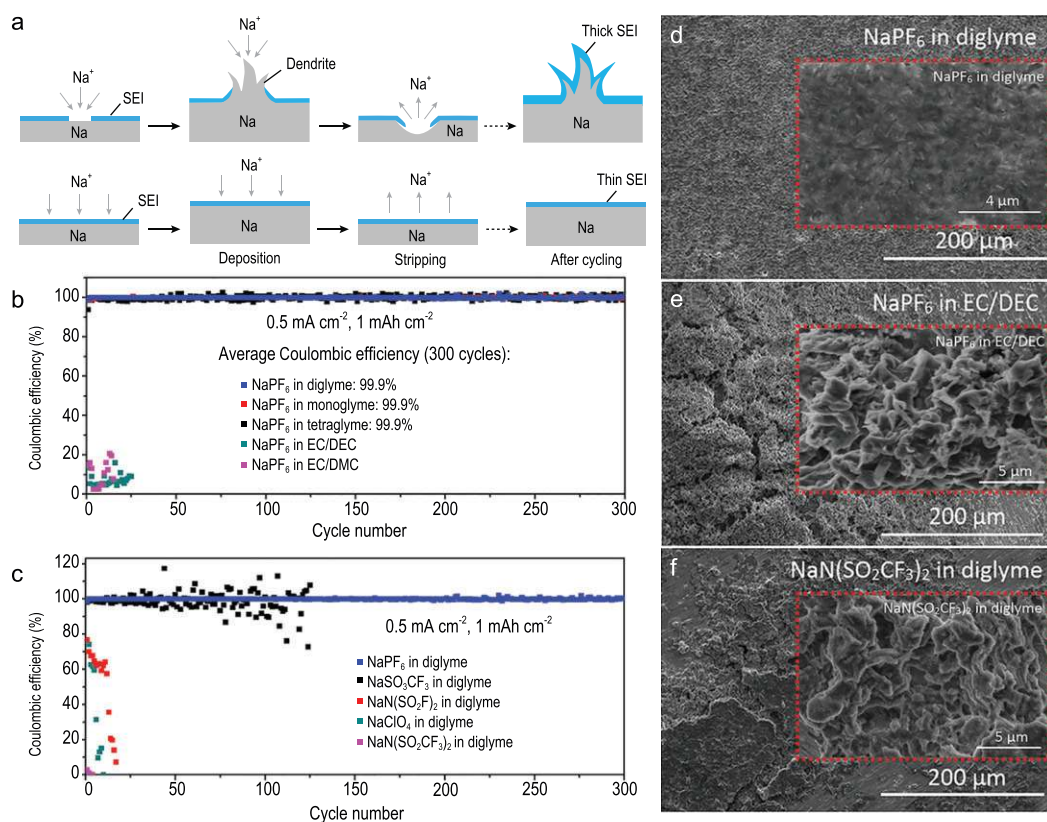 a
Na⁺
SEI
Na
Na⁺
Dendrite
Na
Na⁺
Na
Thick SEI
Na
Na⁺
SEI
Na
Na⁺
Na
Deposition
Na⁺
Na
Stripping
Thin SEI
Na
After cycling
b
Coulombic efficiency (%)
100
80
60
40
20
0
0.5 mA cm⁻², 1 mAh cm⁻²
Average Coulombic efficiency (300 cycles):
NaPF₆ in diglyme: 99.9%
NaPF₆ in monoglyme: 99.9%
NaPF₆ in tetraglyme: 99.9%
NaPF₆ in EC/DEC
NaPF₆ in EC/DMC
0 50 100 150 200 250 300
Cycle number
c
Coulombic efficiency (%)
120
100
80
60
40
20
0
0.5 mA cm⁻², 1 mAh cm⁻²
NaPF₆ in diglyme
NaSO₃CF₃ in diglyme
NaN(SO₂F)₂ in diglyme
NaClO₄ in diglyme
NaN(SO₂CF₃)₂ in diglyme
0 50 100 150 200 250 300
Cycle number
d
NaPF₆ in diglyme
NaPF₆ in diglyme
4 μm
200 μm
e
NaPF₆ in EC/DEC
NaPF₆ in EC/DEC
5 μm
200 μm
f
NaN(SO₂CF₃)₂ in diglyme
NaN(SO₂CF₃)₂ in diglyme
5 μm
200 μm